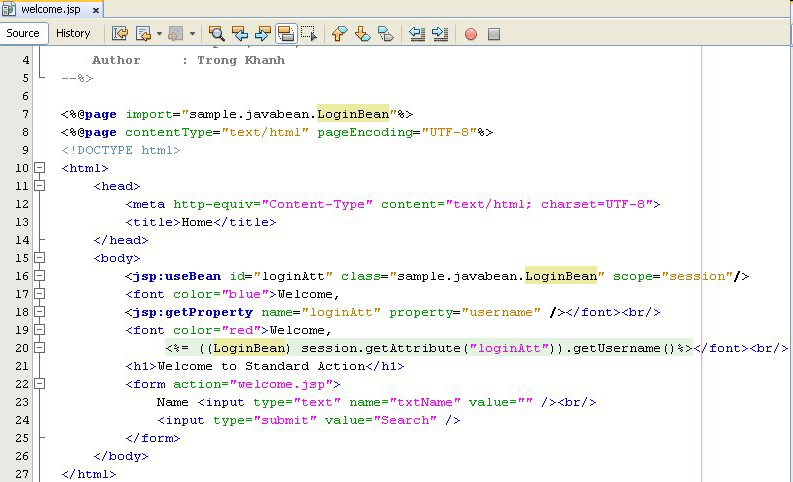 welcome.jsp x
Source History
4 Author : Trong Khanh
5 --%>
6
7 <%@page import="sample.javabean.LoginBean"%>
8 <%@page contentType="text/html" pageEncoding="UTF-8"%>
9 <!DOCTYPE html>
10 <html>
11 <head>
12 <meta http-equiv="Content-Type" content="text/html; charset=UTF-8">
13 <title>Home</title>
14 </head>
15 <body>
16 <jsp:useBean id="loginAtt" class="sample.javabean.LoginBean" scope="session"/>
17 <font color="blue">Welcome,
18 <jsp:getProperty name="loginAtt" property="username" /></font><br/>
19 <font color="red">Welcome,
20 <%= ((LoginBean) session.getAttribute("loginAtt")).getUsername()%></font><br/>
21 <h1>Welcome to Standard Action</h1>
22 <form action="welcome.jsp">
23 Name <input type="text" name="txtName" value="" /><br/>
24 <input type="submit" value="Search" />
25 </form>
26 </body>
27 </html>